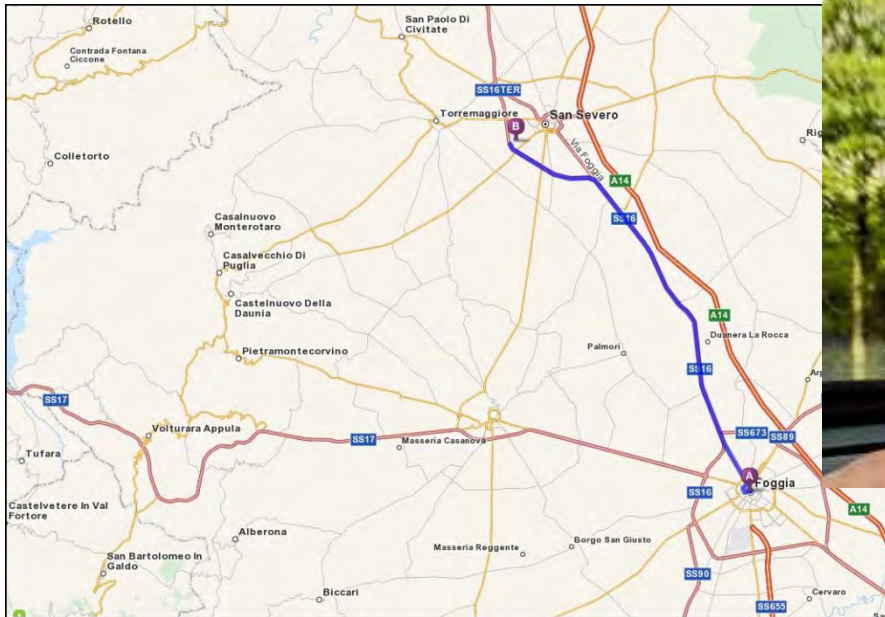 Rotello
San Paolo Di
Civitate
Contrada Fontana
Ciccone
SS16TER
San Severo
Torremaggiore
B
Via Foggia
Colletorto
A14
Casalnuovo
Monterotaro
SS16
Casalvecchio Di
Puglia
Castelnuovo Della
Daunia
A14
Duanera La Rocca
Palmori
Pietramontecorvino
SS16
SS17
Volturara Appula
SS673
SS89
SS17
Masseria Casanova
Tufara
A
Foggia
SS16
Castelvetere In Val
Fortore
A14
Alberona
Borgo San Giusto
Masseria Reggente
San Bartolomeo In
Galdo
SS90
Biccari
Cervaro
SS655